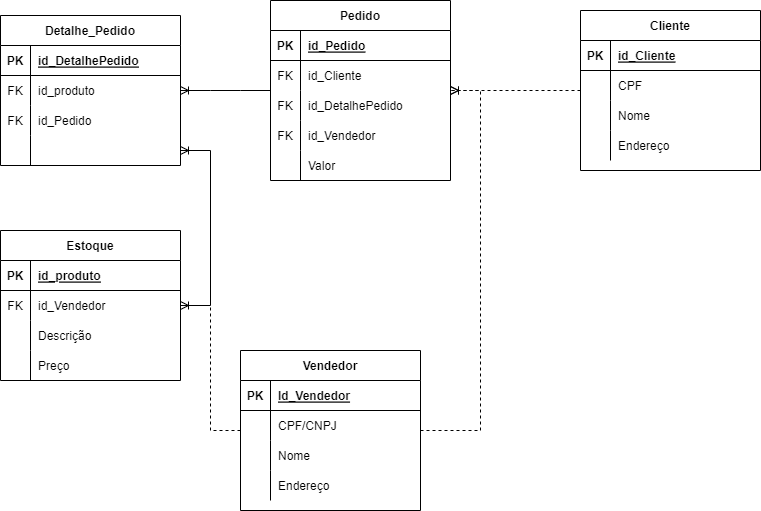 Detalhe_Pedido
PK id_DetalhePedido
FK id_produto
FK id_Pedido
Pedido
PK id_Pedido
FK id_Cliente
FK id_DetalhePedido
FK id_Vendedor
Valor
Cliente
PK id_Cliente
CPF
Nome
Endereço
Estoque
PK id_produto
FK id_Vendedor
Descrição
Preço
Vendedor
PK Id_Vendedor
CPF/CNPJ
Nome
Endereço